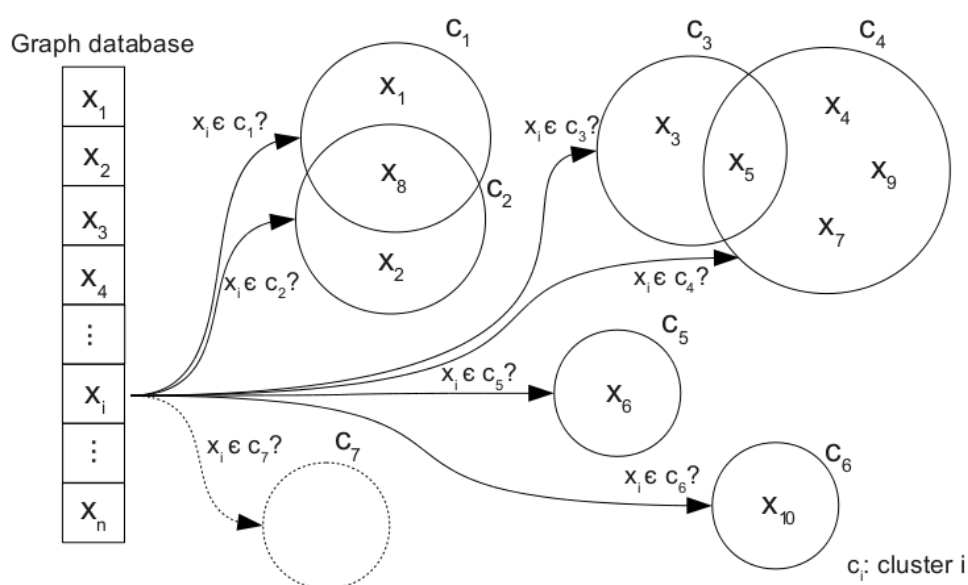 Graph database
x₁
x₂
x₃
x₄
⋮
xᵢ
⋮
xₙ
c₁
x₁
xᵢ є c₁?
x₈
c₂
xᵢ є c₂?
x₂
c₃
x₃
xᵢ є c₃?
x₅
c₄
x₄
x₉
x₇
xᵢ є c₄?
c₅
xᵢ є c₅?
x₆
xᵢ є c₇?
c₇
c₆
xᵢ є c₆?
x₁₀
cᵢ: cluster i